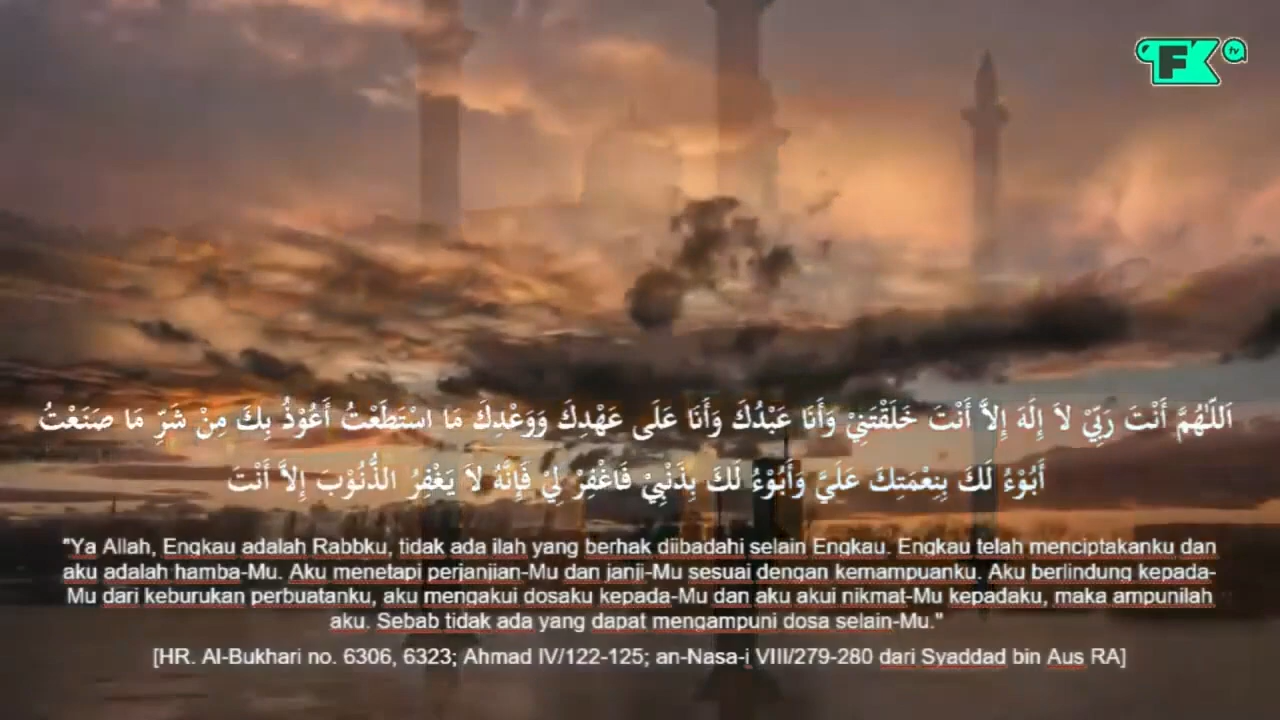 FK tv
اَللّٰهُمَّ أَنْتَ رَبِّيْ لاَ إِلَهَ إِلاَّ أَنْتَ خَلَقْتَنِيْ وَأَنَا عَبْدُكَ وَأَنَا عَلَى عَهْدِكَ وَوَعْدِكَ مَا اسْتَطَعْتُ أَعُوْذُ بِكَ مِنْ شَرِّ مَا صَنَعْتُ
أَبُوْءُ لَكَ بِنِعْمَتِكَ عَلَيَّ وَأَبُوْءُ لَكَ بِذَنْبِيْ فَاغْفِرْ لِيْ فَإِنَّهُ لاَ يَغْفِرُ الذُّنُوْبَ إِلاَّ أَنْتَ
"Ya Allah, Engkau adalah Rabbku, tidak ada ilah yang berhak diibadahi selain Engkau. Engkau telah menciptakanku dan
aku adalah hamba-Mu. Aku menetapi perjanjian-Mu dan janji-Mu sesuai dengan kemampuanku. Aku berlindung kepada-
Mu dari keburukan perbuatanku, aku mengakui dosaku kepada-Mu dan aku akui nikmat-Mu kepadaku, maka ampunilah
aku. Sebab tidak ada yang dapat mengampuni dosa selain-Mu."
[HR. Al-Bukhari no. 6306, 6323; Ahmad IV/122-125; an-Nasa-i VIII/279-280 dari Syaddad bin Aus RA]